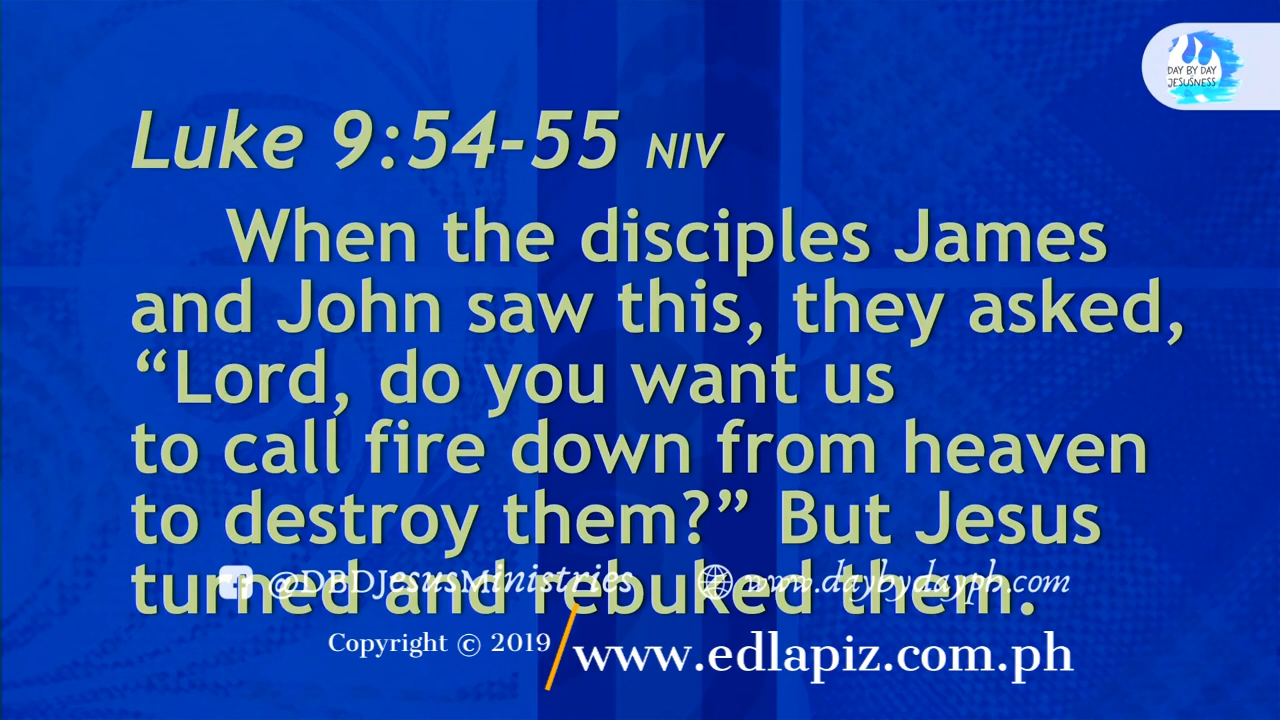 DAY BY DAY
JESUSNESS
Luke 9:54-55 NIV
When the disciples James
and John saw this, they asked,
“Lord, do you want us
to call fire down from heaven
to destroy them?” But Jesus
turned and rebuked them.
@DBDJesusMinistries
www.daybydayph.com
Copyright © 2019
www.edlapiz.com.ph